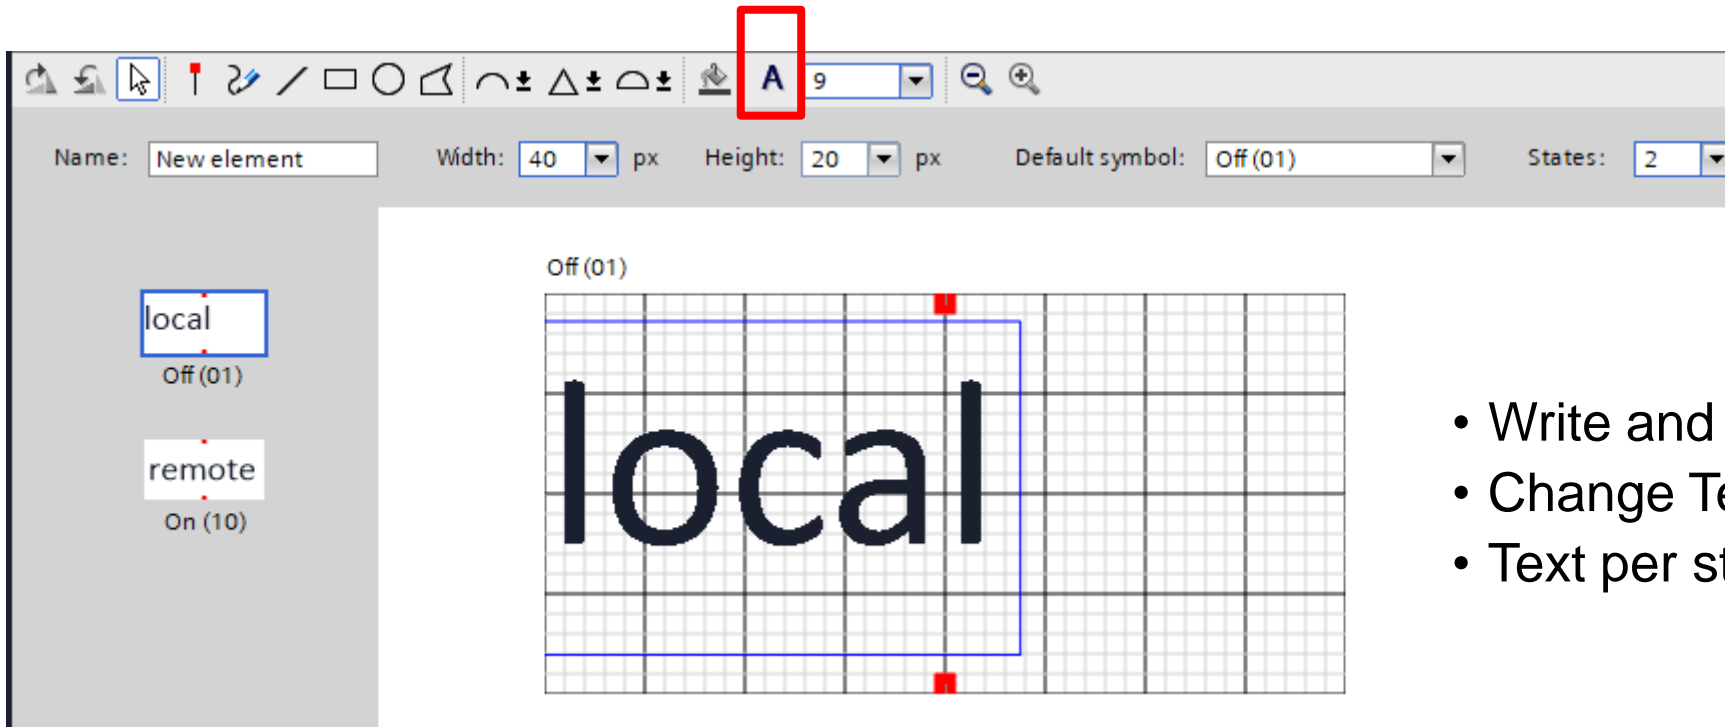 A 9
Name: New element Width: 40 px Height: 20 px Default symbol: Off (01) States: 2
Off (01)
local
Off (01)
remote
On (10)
local
• Write and
• Change Te
• Text per st